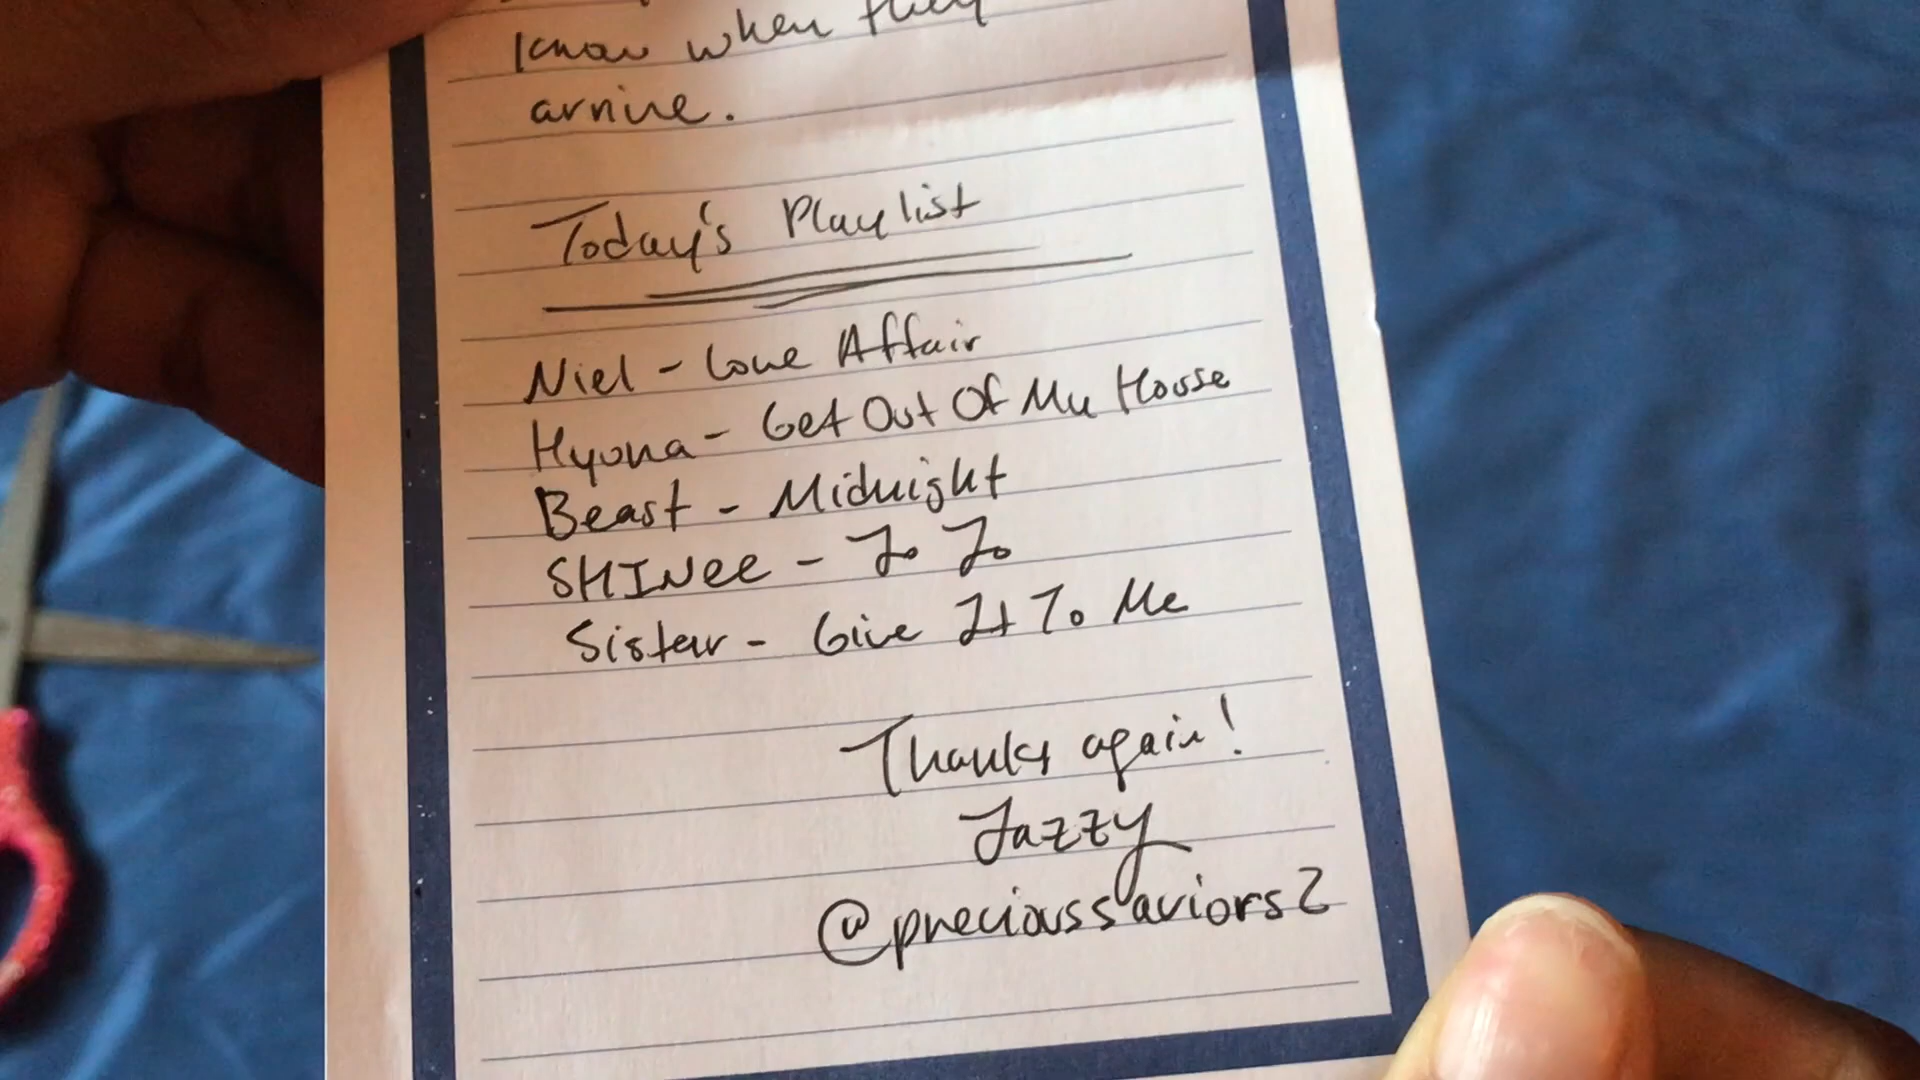 know when they
arrive.
Today's Playlist
Niel - Love Affair
Hyuna - Get Out Of My House
Beast - Midnight
SHINee - Jo Jo
Sistar - Give It To Me
Thanks again!
Jazzy
@precioussaviors2